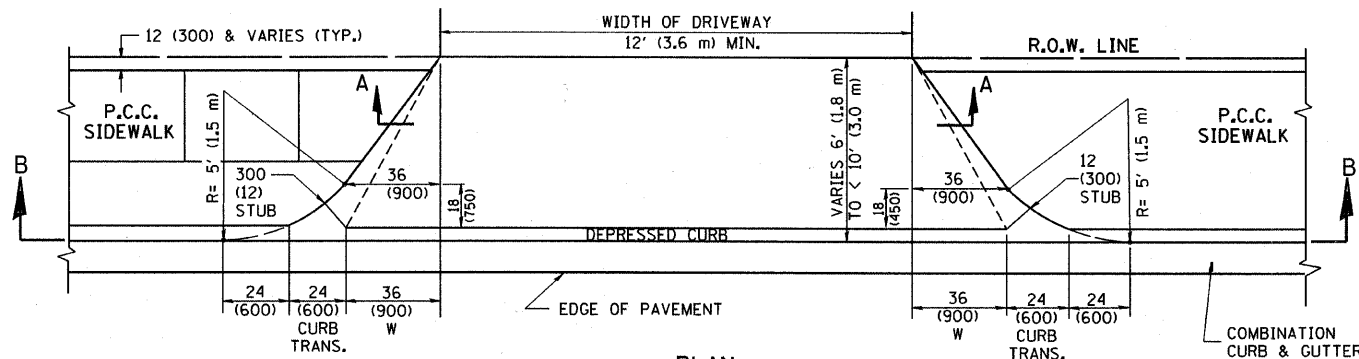 WIDTH OF DRIVEWAY
12' (3.6 m) MIN.
12 (300) & VARIES (TYP.)
R.O.W. LINE
A
A
P.C.C.
SIDEWALK
P.C.C.
SIDEWALK
R= 5' (1.5 m)
300
(12)
STUB
36
(900)
18
(750)
VARIES 6' (1.8 m)
TO < 10' (3.0 m)
36
(900)
18
(450)
12
(300)
STUB
R= 5' (1.5 m)
B
B
DEPRESSED CURB
24
(600)
24
(600)
CURB
TRANS.
36
(900)
W
EDGE OF PAVEMENT
36
(900)
W
24
(600)
CURB
TRANS.
24
(600)
COMBINATION
CURB & GUTTER